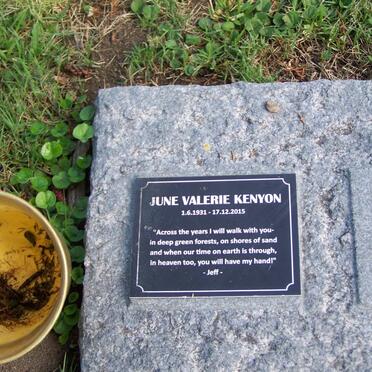 JUNE VALERIE KENYON
1.6.1931 - 17.12.2015
"Across the years I will walk with you-
in deep green forests, on shores of sand
and when our time on earth is through,
in heaven too, you will have my hand!"
- Jeff -